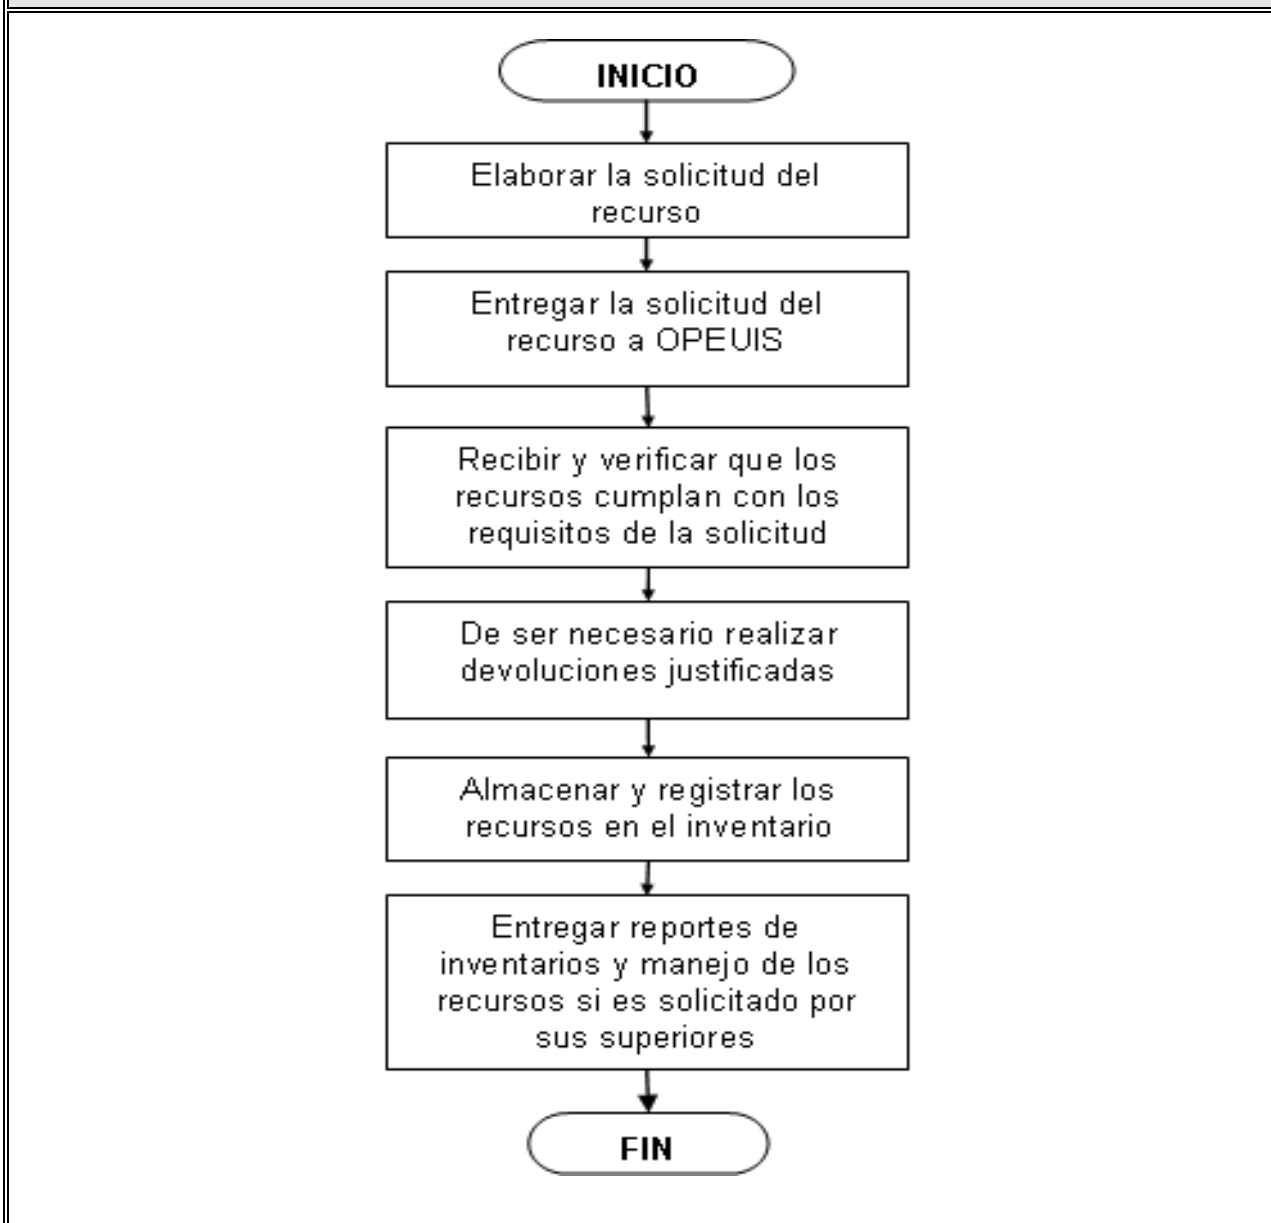 INICIO
Elaborar la solicitud del
recurso
Entregar la solicitud del
recurso a OPEUIS
Recibir y verificar que los
recursos cumplan con los
requisitos de la solicitud
De ser necesario realizar
devoluciones justificadas
Almacenar y registrar los
recursos en el inventario
Entregar reportes de
inventarios y manejo de los
recursos si es solicitado por
sus superiores
FIN